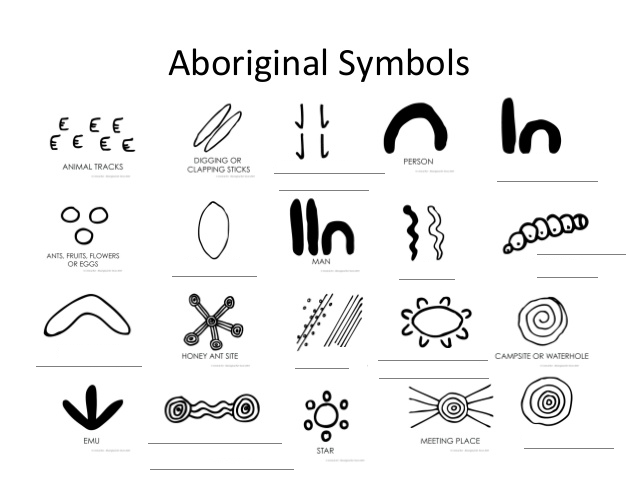 Aboriginal Symbols
ANIMAL TRACKS
DIGGING OR
CLAPPING STICKS
PERSON
ANTS, FRUITS, FLOWERS
OR EGGS
MAN
HONEY ANT SITE
CAMPSITE OR WATERHOLE
EMU
STAR
MEETING PLACE